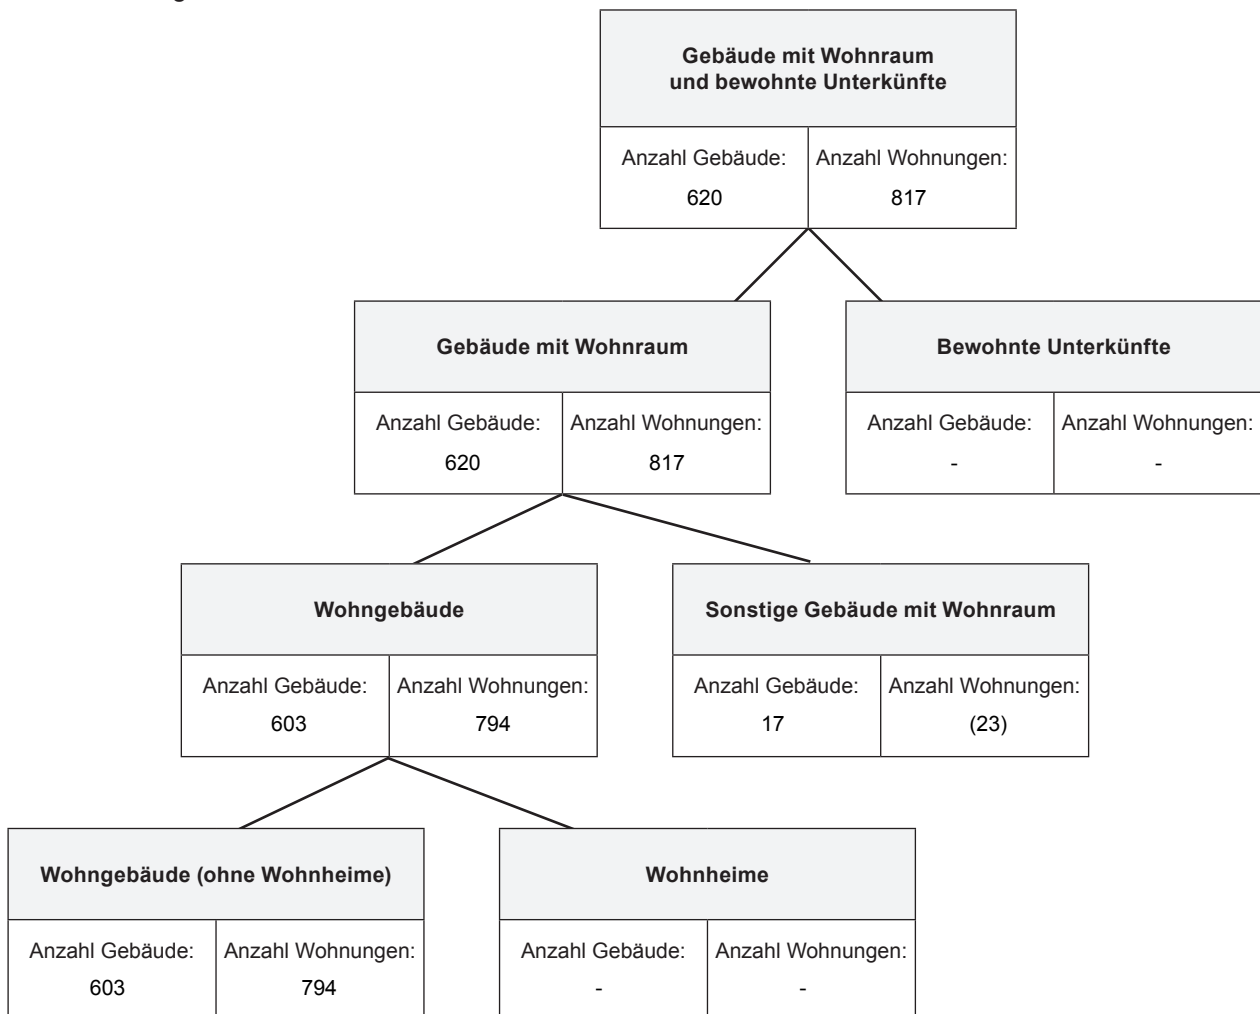 Gebäude mit Wohnraum
und bewohnte Unterkünfte
Anzahl Gebäude: Anzahl Wohnungen:
620 817
Gebäude mit Wohnraum
Anzahl Gebäude: Anzahl Wohnungen:
620 817
Bewohnte Unterkünfte
Anzahl Gebäude: Anzahl Wohnungen:
- -
Wohngebäude
Anzahl Gebäude: Anzahl Wohnungen:
603 794
Sonstige Gebäude mit Wohnraum
Anzahl Gebäude: Anzahl Wohnungen:
17 (23)
Wohngebäude (ohne Wohnheime)
Anzahl Gebäude: Anzahl Wohnungen:
603 794
Wohnheime
Anzahl Gebäude: Anzahl Wohnungen:
- -